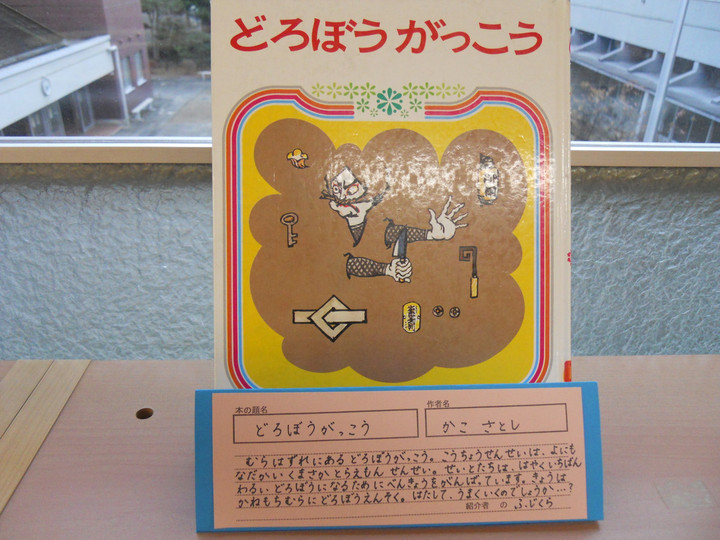 どろぼう がっこう
本の題名
どろぼうがっこう
作者名
かこ さとし
むらはずれにあるどろぼうがっこう。こうちょうせんせいは、よにも
なだかいくまさかとらえもん せんせい。せいとたちは、はやくいちばん
わるいどろぼうになるためにべんきょうをがんばっています。きょうは
かねもちむらにどろぼうえんそく。はたして、うまくいくのでしょうか…?
紹介者 の ふじくら